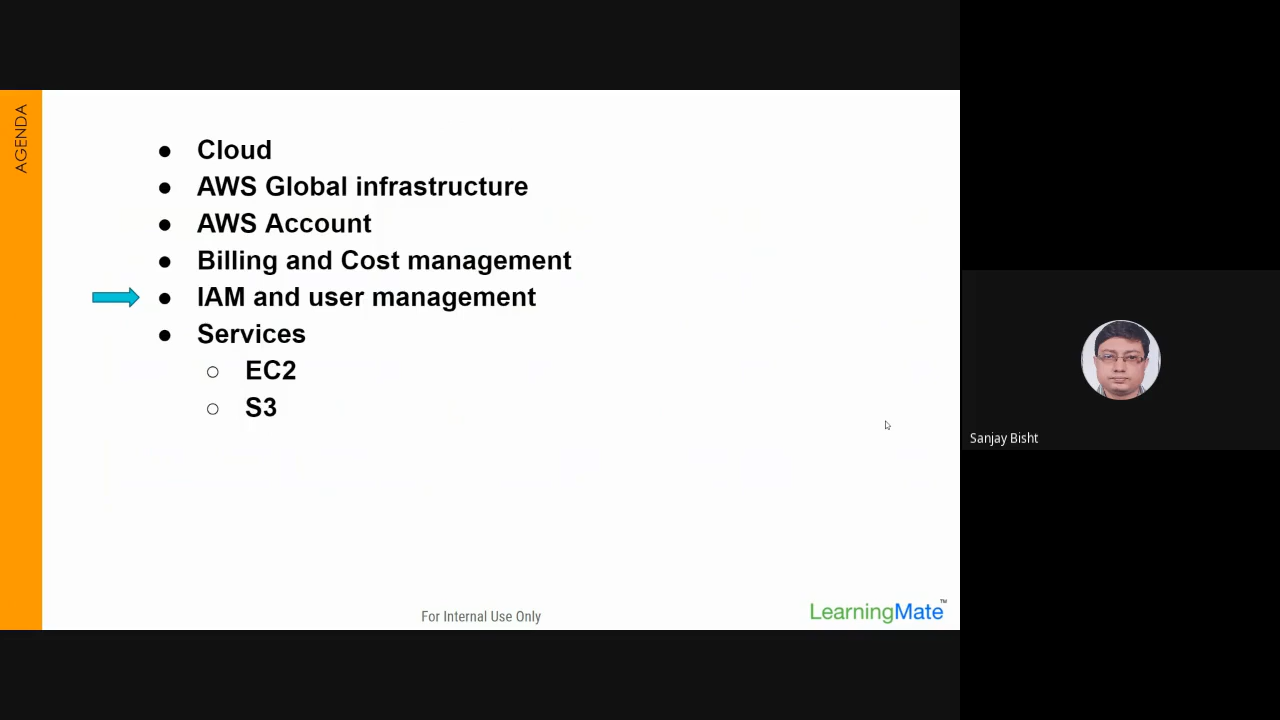 AGENDA
● Cloud
● AWS Global infrastructure
● AWS Account
● Billing and Cost management
● IAM and user management
● Services
○ EC2
○ S3
For Internal Use Only
LearningMate™
Sanjay Bisht